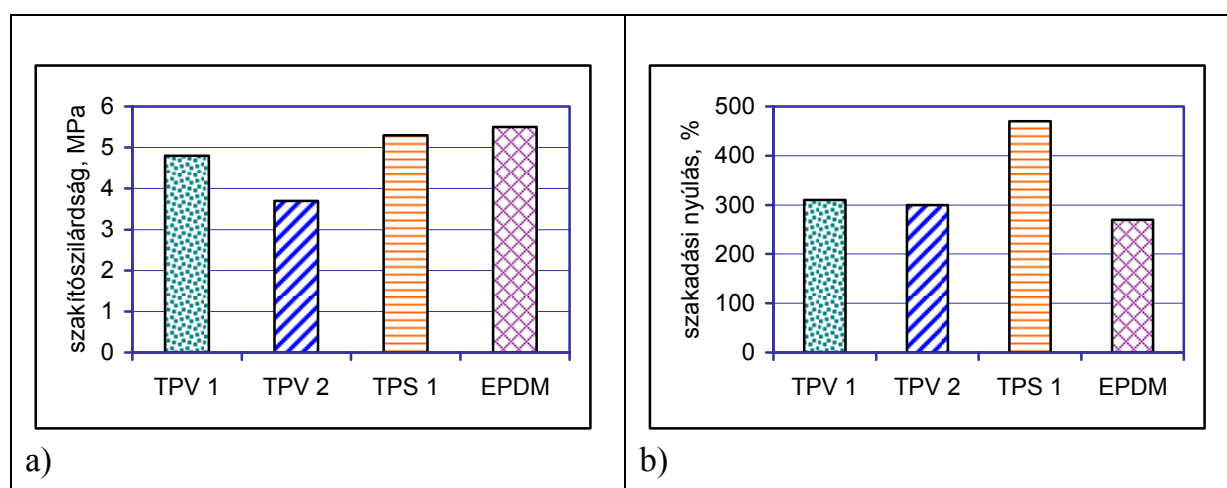 szakítószilárdság, MPa
6
5
4
3
2
1
0
TPV 1 TPV 2 TPS 1 EPDM
a)
szakadási nyúlás, %
500
400
300
200
100
0
TPV 1 TPV 2 TPS 1 EPDM
b)